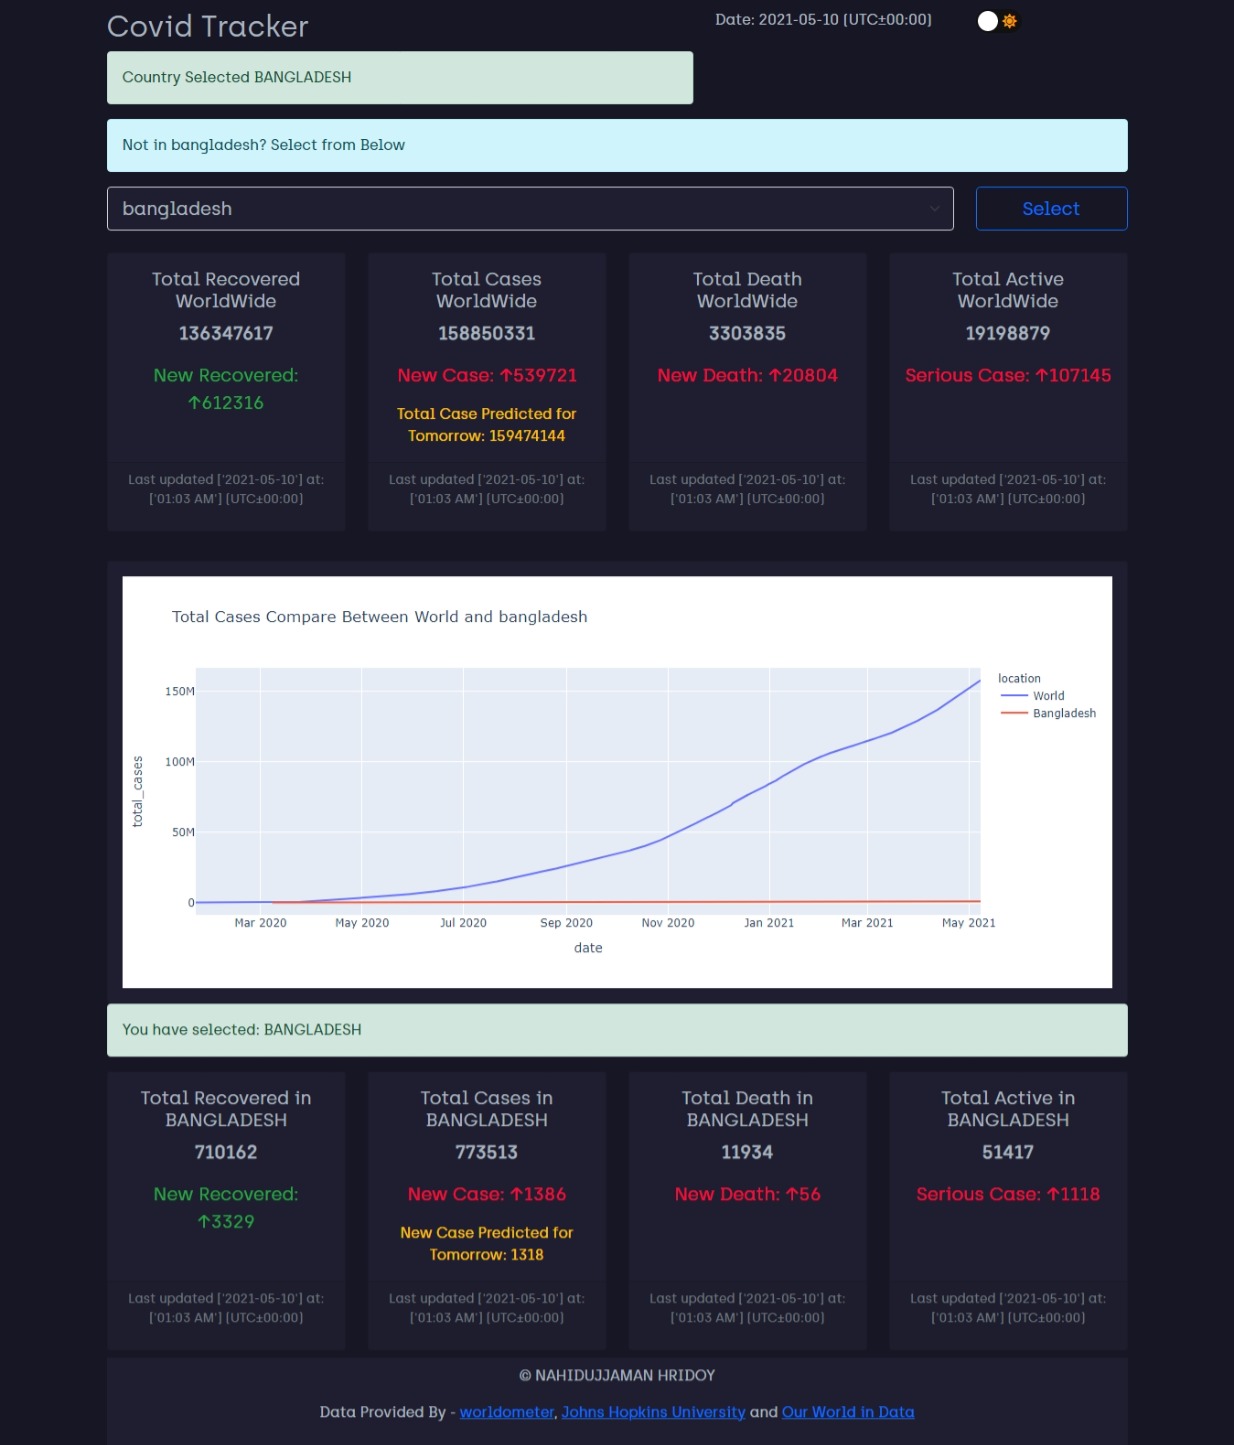 Covid Tracker
Date: 2021-05-10 [UTC±00:00]
Country Selected BANGLADESH
Not in bangladesh? Select from Below
bangladesh
Select
Total Recovered
WorldWide
136347617
New Recovered:
↑612316
Last updated ['2021-05-10'] at:
['01:03 AM'] [UTC±00:00]
Total Cases
WorldWide
158850331
New Case: ↑539721
Total Case Predicted for
Tomorrow: 159474144
Last updated ['2021-05-10'] at:
['01:03 AM'] [UTC±00:00]
Total Death
WorldWide
3303835
New Death: ↑20804
Last updated ['2021-05-10'] at:
['01:03 AM'] [UTC±00:00]
Total Active
WorldWide
19198879
Serious Case: ↑107145
Last updated ['2021-05-10'] at:
['01:03 AM'] [UTC±00:00]
Total Cases Compare Between World and bangladesh
total_cases
150M
100M
50M
0
Mar 2020
May 2020
Jul 2020
Sep 2020
Nov 2020
Jan 2021
Mar 2021
May 2021
date
location
World
Bangladesh
You have selected: BANGLADESH
Total Recovered in
BANGLADESH
710162
New Recovered:
↑3329
Last updated ['2021-05-10'] at:
['01:03 AM'] [UTC±00:00]
Total Cases in
BANGLADESH
773513
New Case: ↑1386
New Case Predicted for
Tomorrow: 1318
Last updated ['2021-05-10'] at:
['01:03 AM'] [UTC±00:00]
Total Death in
BANGLADESH
11934
New Death: ↑56
Last updated ['2021-05-10'] at:
['01:03 AM'] [UTC±00:00]
Total Active in
BANGLADESH
51417
Serious Case: ↑1118
Last updated ['2021-05-10'] at:
['01:03 AM'] [UTC±00:00]
© NAHIDUJJAMAN HRIDOY
Data Provided By - worldometer, Johns Hopkins University and Our World in Data